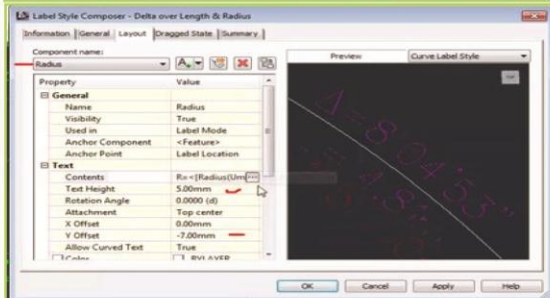 Label Style Composer - Delta over Length & Radius
Information General Layout Dragged State Summary
Component name:
Radius
Preview Curve Label Style
Property Value
General
Name Radius
Visibility True
Used in Label Mode
Anchor Component <Feature>
Anchor Point Label Location
Text
Contents R=<[Radius(Um ...
Text Height 5.00mm
Rotation Angle 0.0000 (d)
Attachment Top center
X Offset 0.00mm
Y Offset -7.00mm
Allow Curved Text True
Color BYLAYER
OK Cancel Apply Help